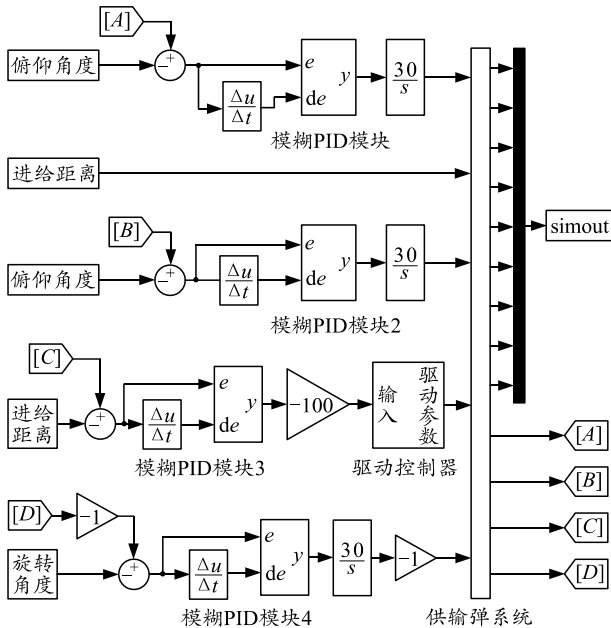 [A]
俯仰角度
− +
Δu
Δt
e
de
y
30
s
模糊PID模块
进给距离
[B]
俯仰角度
− +
Δu
Δt
e
de
y
30
s
模糊PID模块2
simout
[C]
进给
距离
− +
Δu
Δt
e
de
y
模糊PID模块3
−100
输入
驱动参数
驱动控制器
[D]
−1
旋转
角度
− +
Δu
Δt
e
de
y
模糊PID模块4
30
s
−1
供输弹系统
[A]
[B]
[C]
[D]